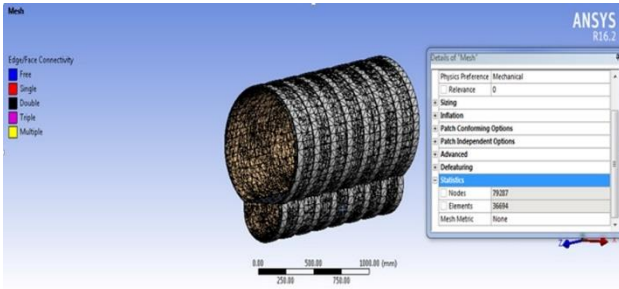 Mesh
ANSYS
R16.2
Edge/Face Connectivity
Free
Single
Double
Triple
Multiple
Details of "Mesh"
Physics Preference Mechanical
Relevance 0
Sizing
Inflation
Patch Conforming Options
Patch Independent Options
Advanced
Defeaturing
Statistics
Nodes 79287
Elements 36694
Mesh Metric None
Z X
0.00 500.00 1000.00 (mm)
250.00 750.00